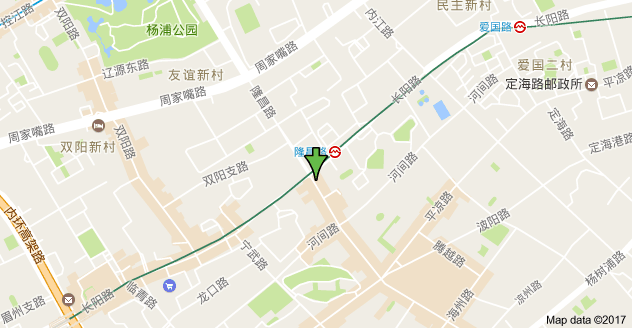 民主新村
内江路
爱国路
长阳路
双阳路
控江路
杨浦公园
周家嘴路
辽源东路
友谊新村
爱国二村
定海路邮政所
平凉路
河间路
长阳路
隆昌路
周家嘴路
周家嘴路
双阳路
双阳新村
定海路
定海港路
隆昌路
双阳支路
河间路
平凉路
波阳路
内环高架路
宁武路
河间路
腾越路
杨树浦路
眉州支路
长阳路
临青路
龙口路
海州路
凉州路
Map data ©2017